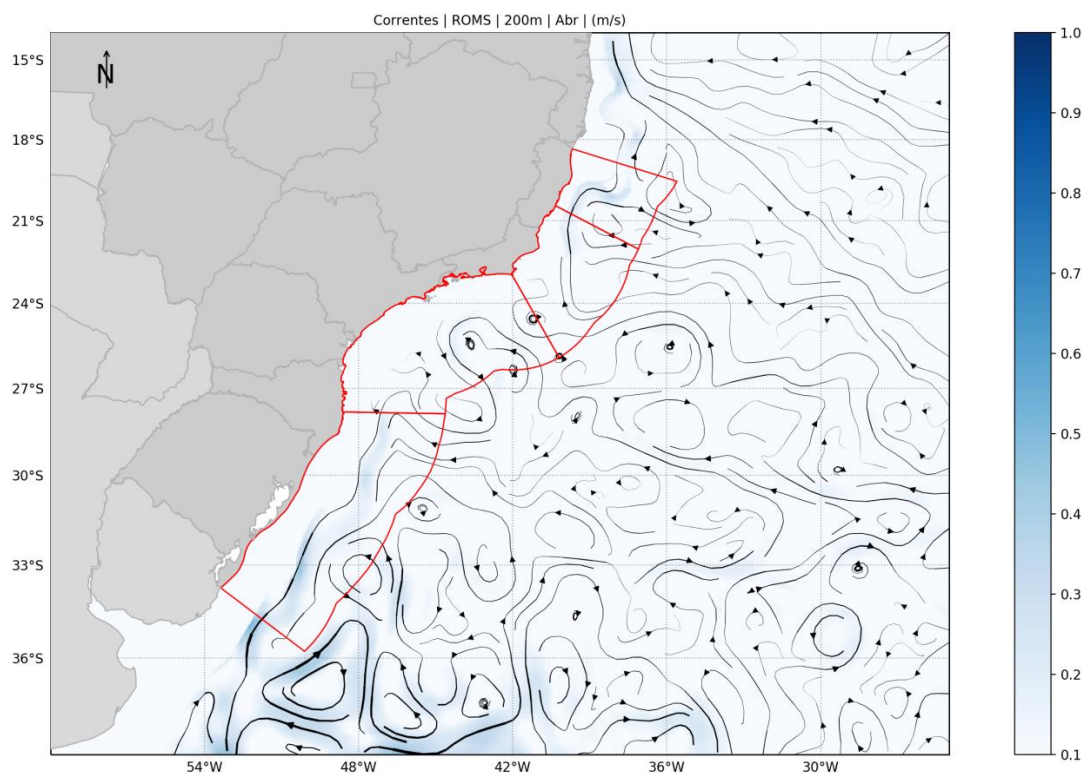 Correntes | ROMS | 200m | Abr | (m/s)
N
15°S
18°S
21°S
24°S
27°S
30°S
33°S
36°S
54°W
48°W
42°W
36°W
30°W
1.0
0.9
0.8
0.7
0.6
0.5
0.4
0.3
0.2
0.1